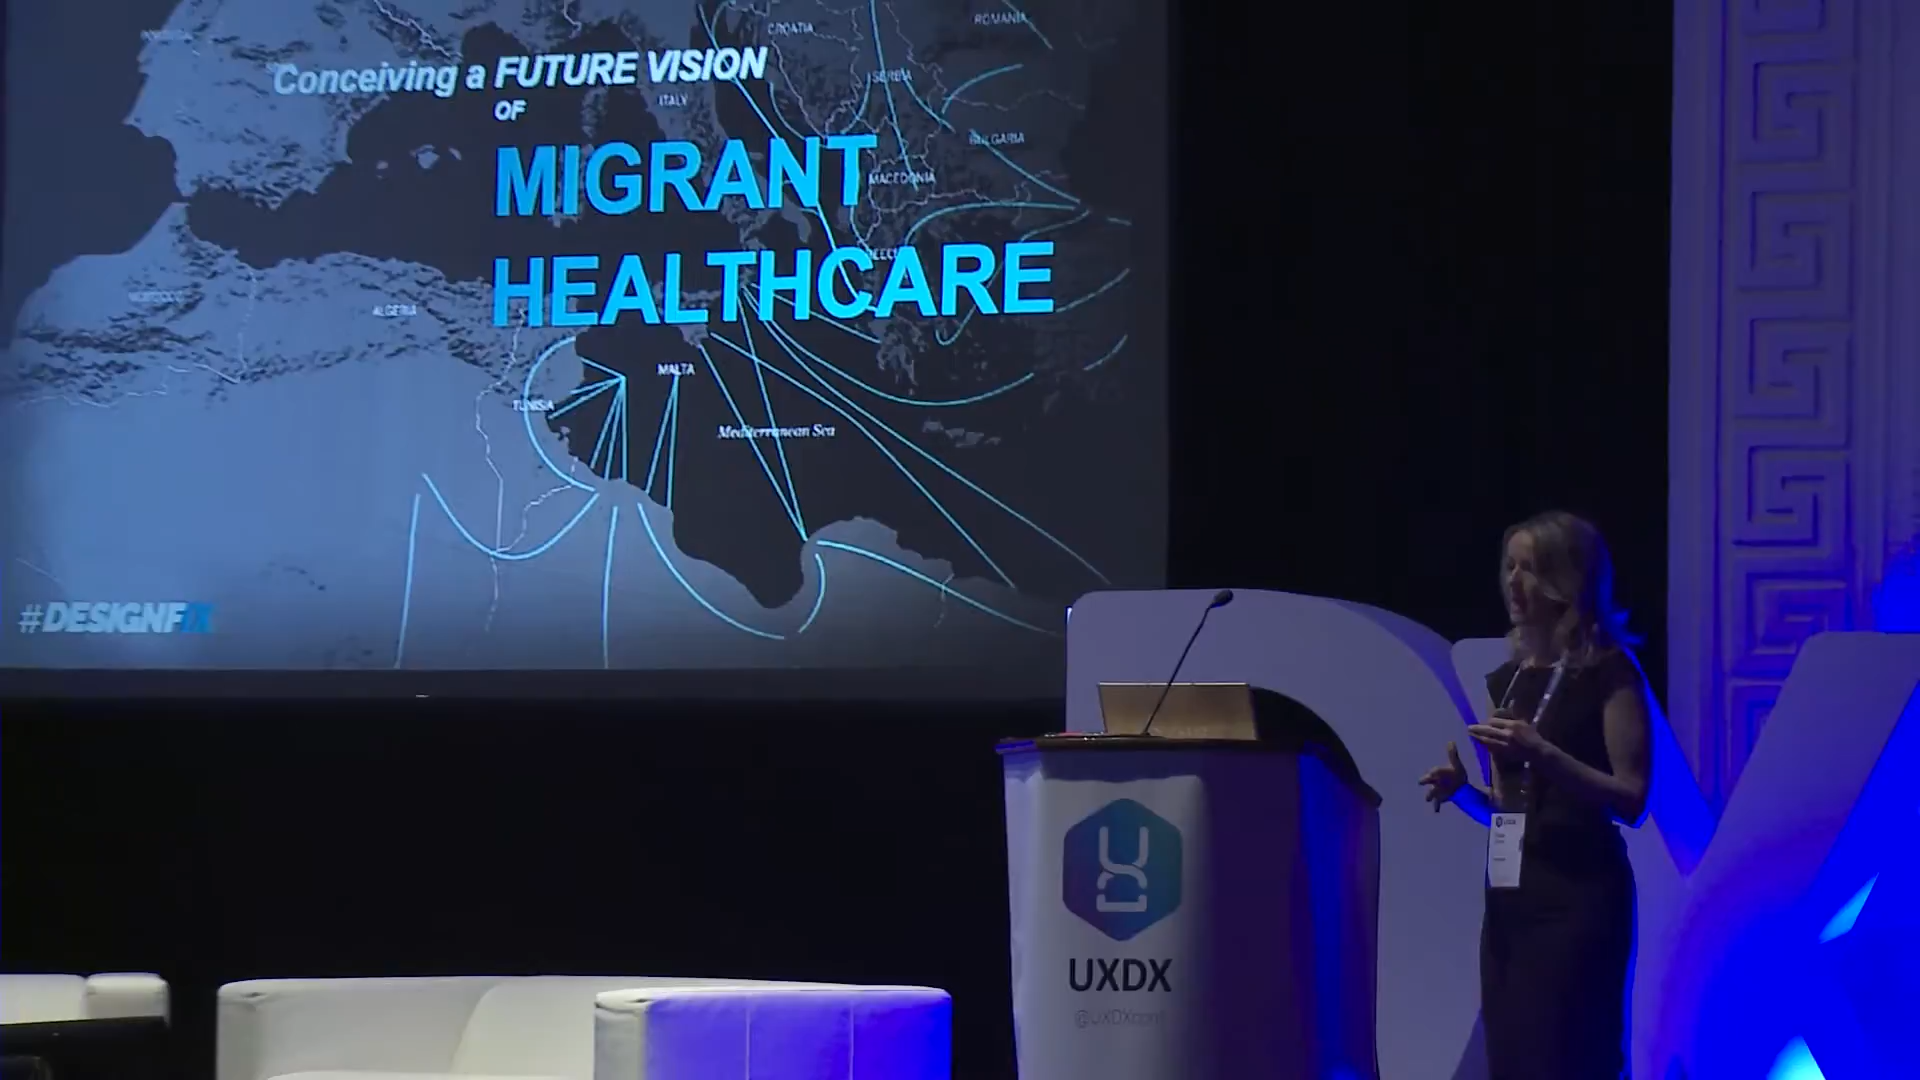 CROATIA
ROMANIA
Conceiving a FUTURE VISION
SERBIA
ITALY
OF
BULGARIA
MIGRANT
MACEDONIA
HEALTHCARE
MOROCCO
ALGERIA
MALTA
TUNISIA
Mediterranean Sea
#DESIGNFIX
UXDX
@UXDXconf